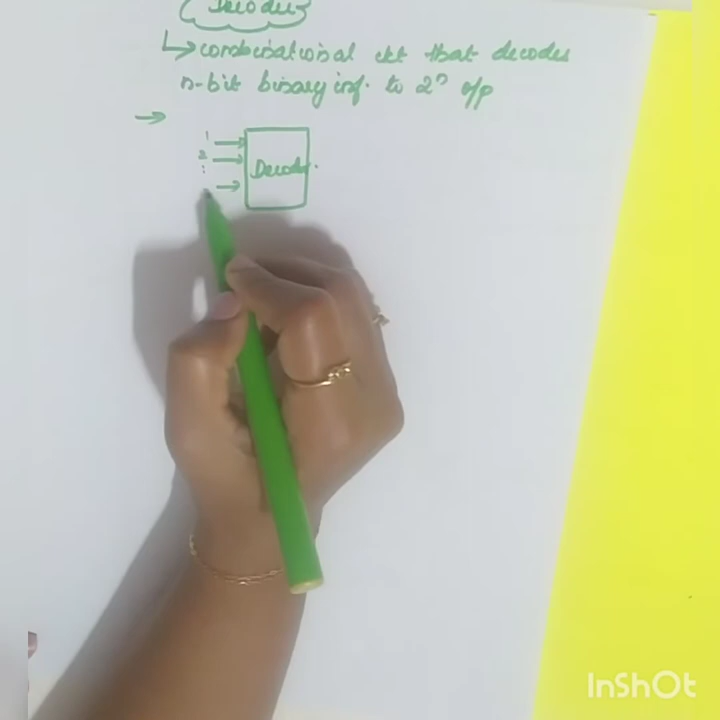 Decoder
↳ combinational ckt that decodes
n-bit binary inf. to 2ⁿ o/p
→
1
2
:
Decoder.
InShOt